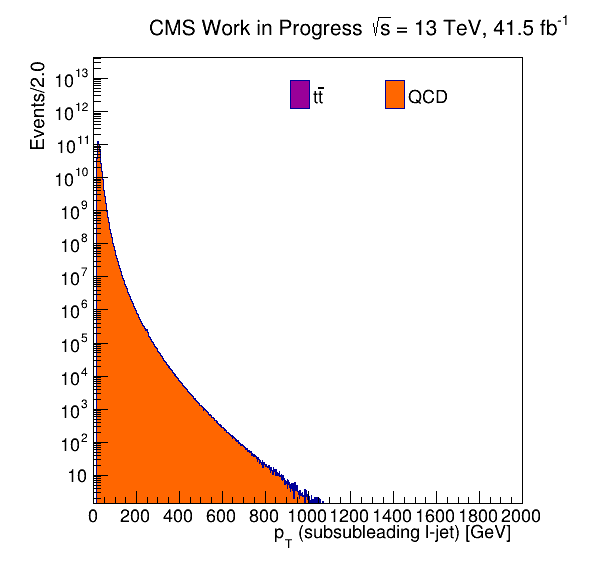 CMS Work in Progress √s = 13 TeV, 41.5 fb⁻¹
Events/2.0
tt̄
QCD
10¹³
10¹²
10¹¹
10¹⁰
10⁹
10⁸
10⁷
10⁶
10⁵
10⁴
10³
10²
10
0 200 400 600 800 1000 1200 1400 1600 1800 2000
p_T (subsubleading l-jet) [GeV]